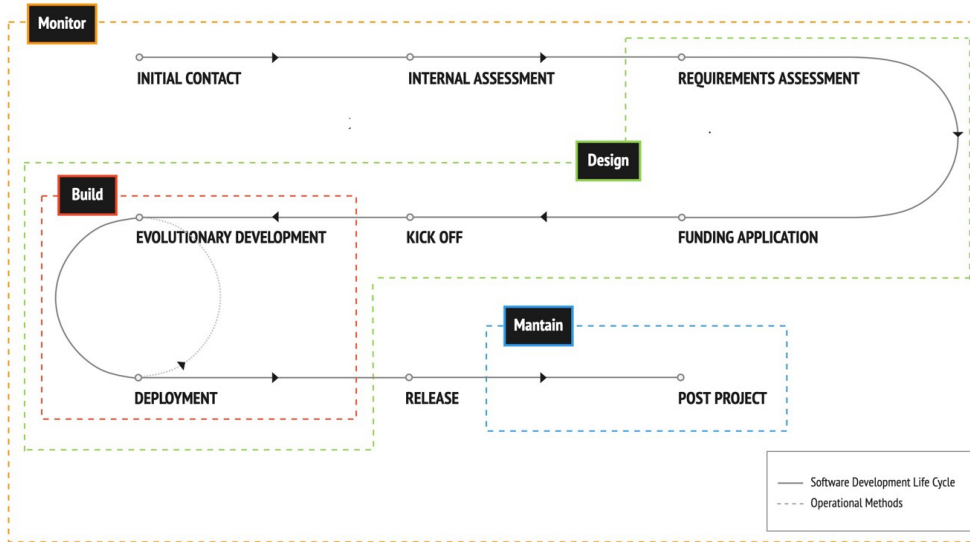 Monitor
INITIAL CONTACT
INTERNAL ASSESSMENT
REQUIREMENTS ASSESSMENT
Design
Build
EVOLUTIONARY DEVELOPMENT
KICK OFF
FUNDING APPLICATION
Mantain
DEPLOYMENT
RELEASE
POST PROJECT
Software Development Life Cycle
Operational Methods